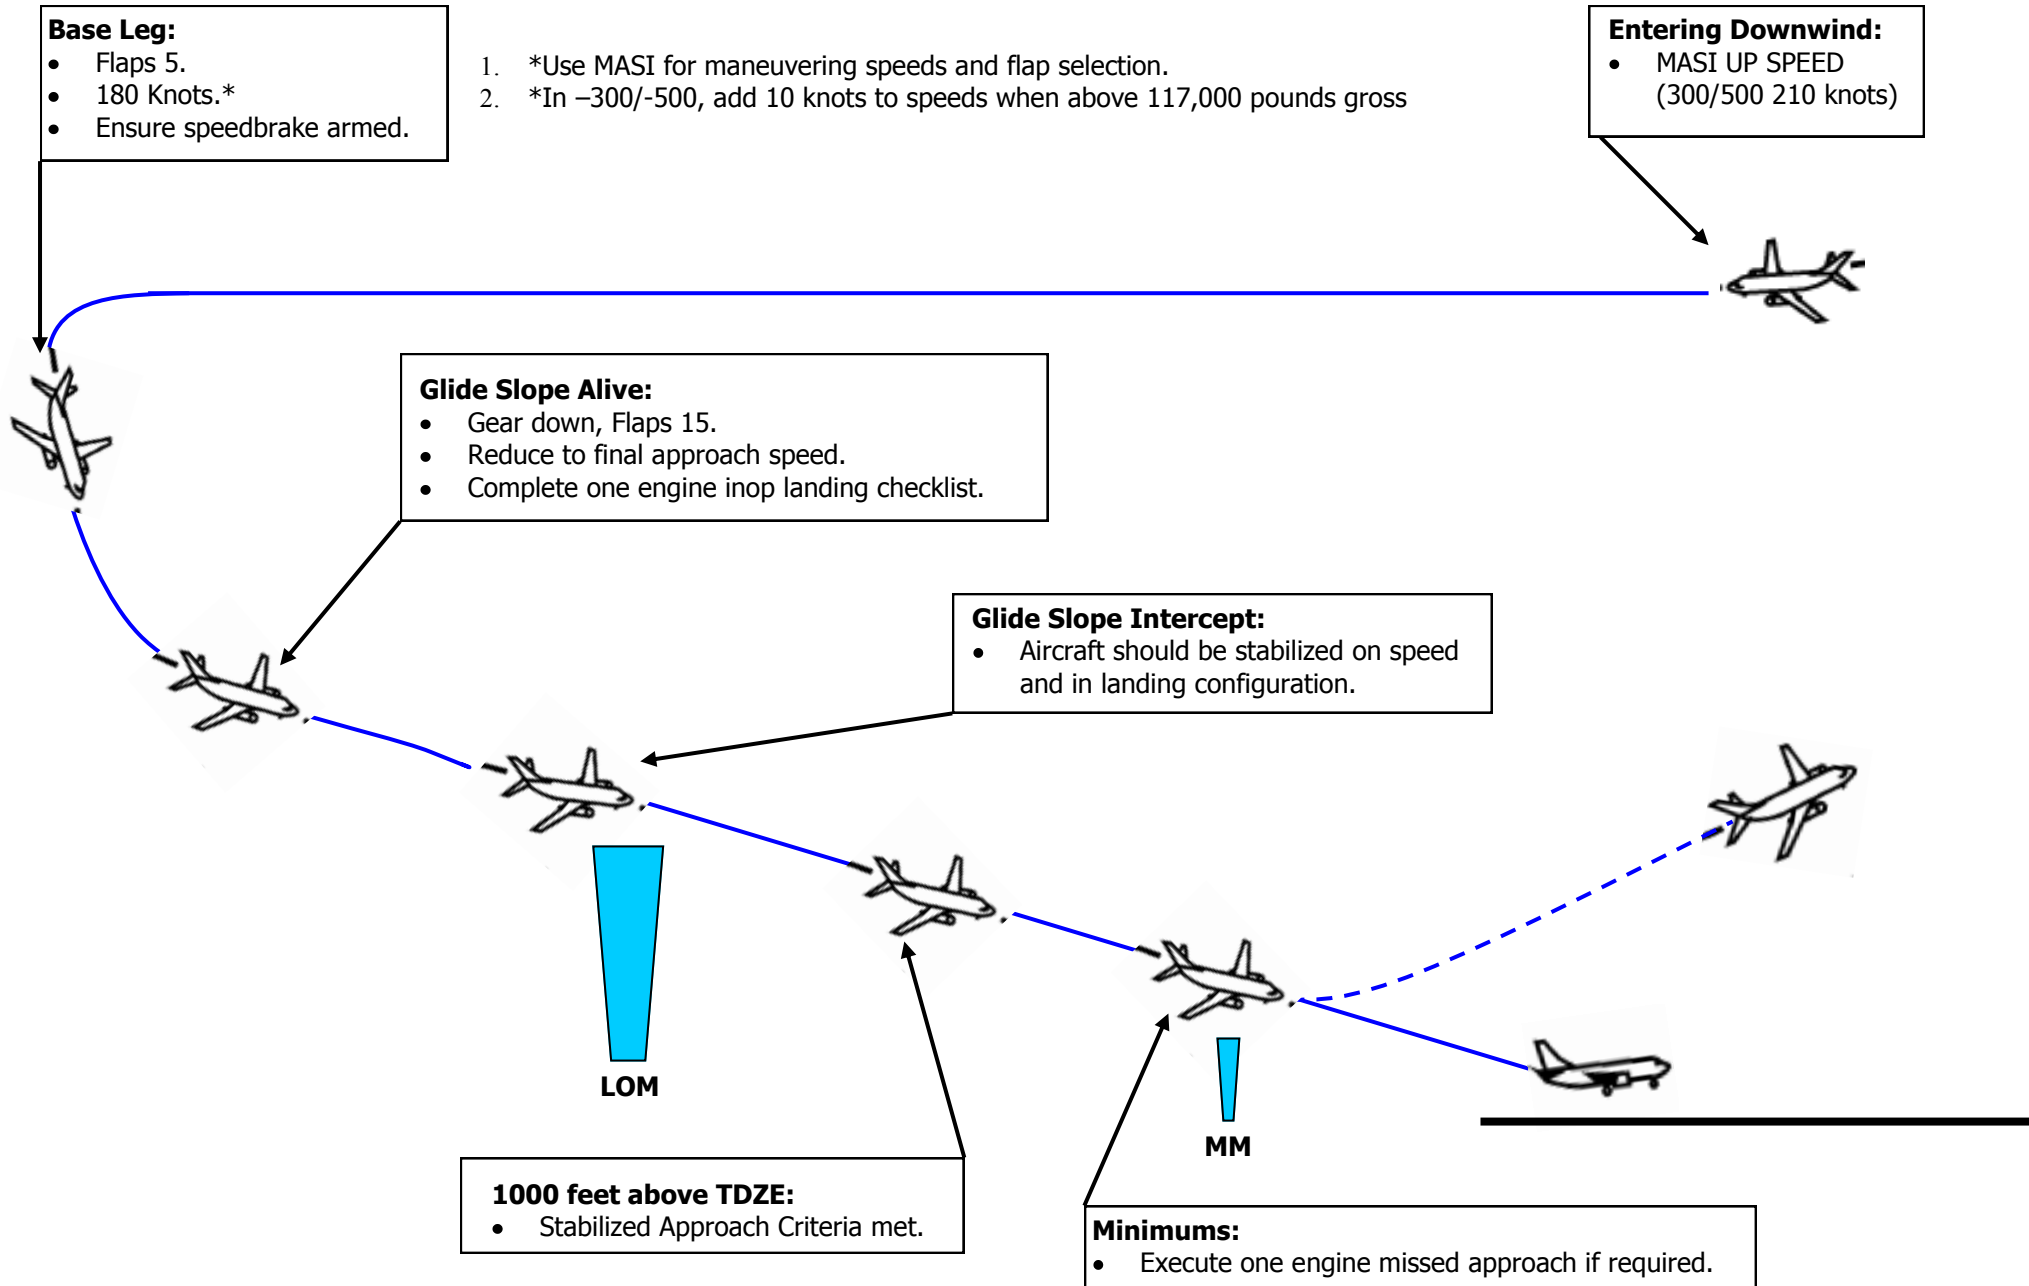 Base Leg:
• Flaps 5.
• 180 Knots.*
• Ensure speedbrake armed.
1. *Use MASI for maneuvering speeds and flap selection.
2. *In –300/-500, add 10 knots to speeds when above 117,000 pounds gross
Entering Downwind:
• MASI UP SPEED
(300/500 210 knots)
Glide Slope Alive:
• Gear down, Flaps 15.
• Reduce to final approach speed.
• Complete one engine inop landing checklist.
Glide Slope Intercept:
• Aircraft should be stabilized on speed
and in landing configuration.
LOM
MM
1000 feet above TDZE:
• Stabilized Approach Criteria met.
Minimums:
• Execute one engine missed approach if required.